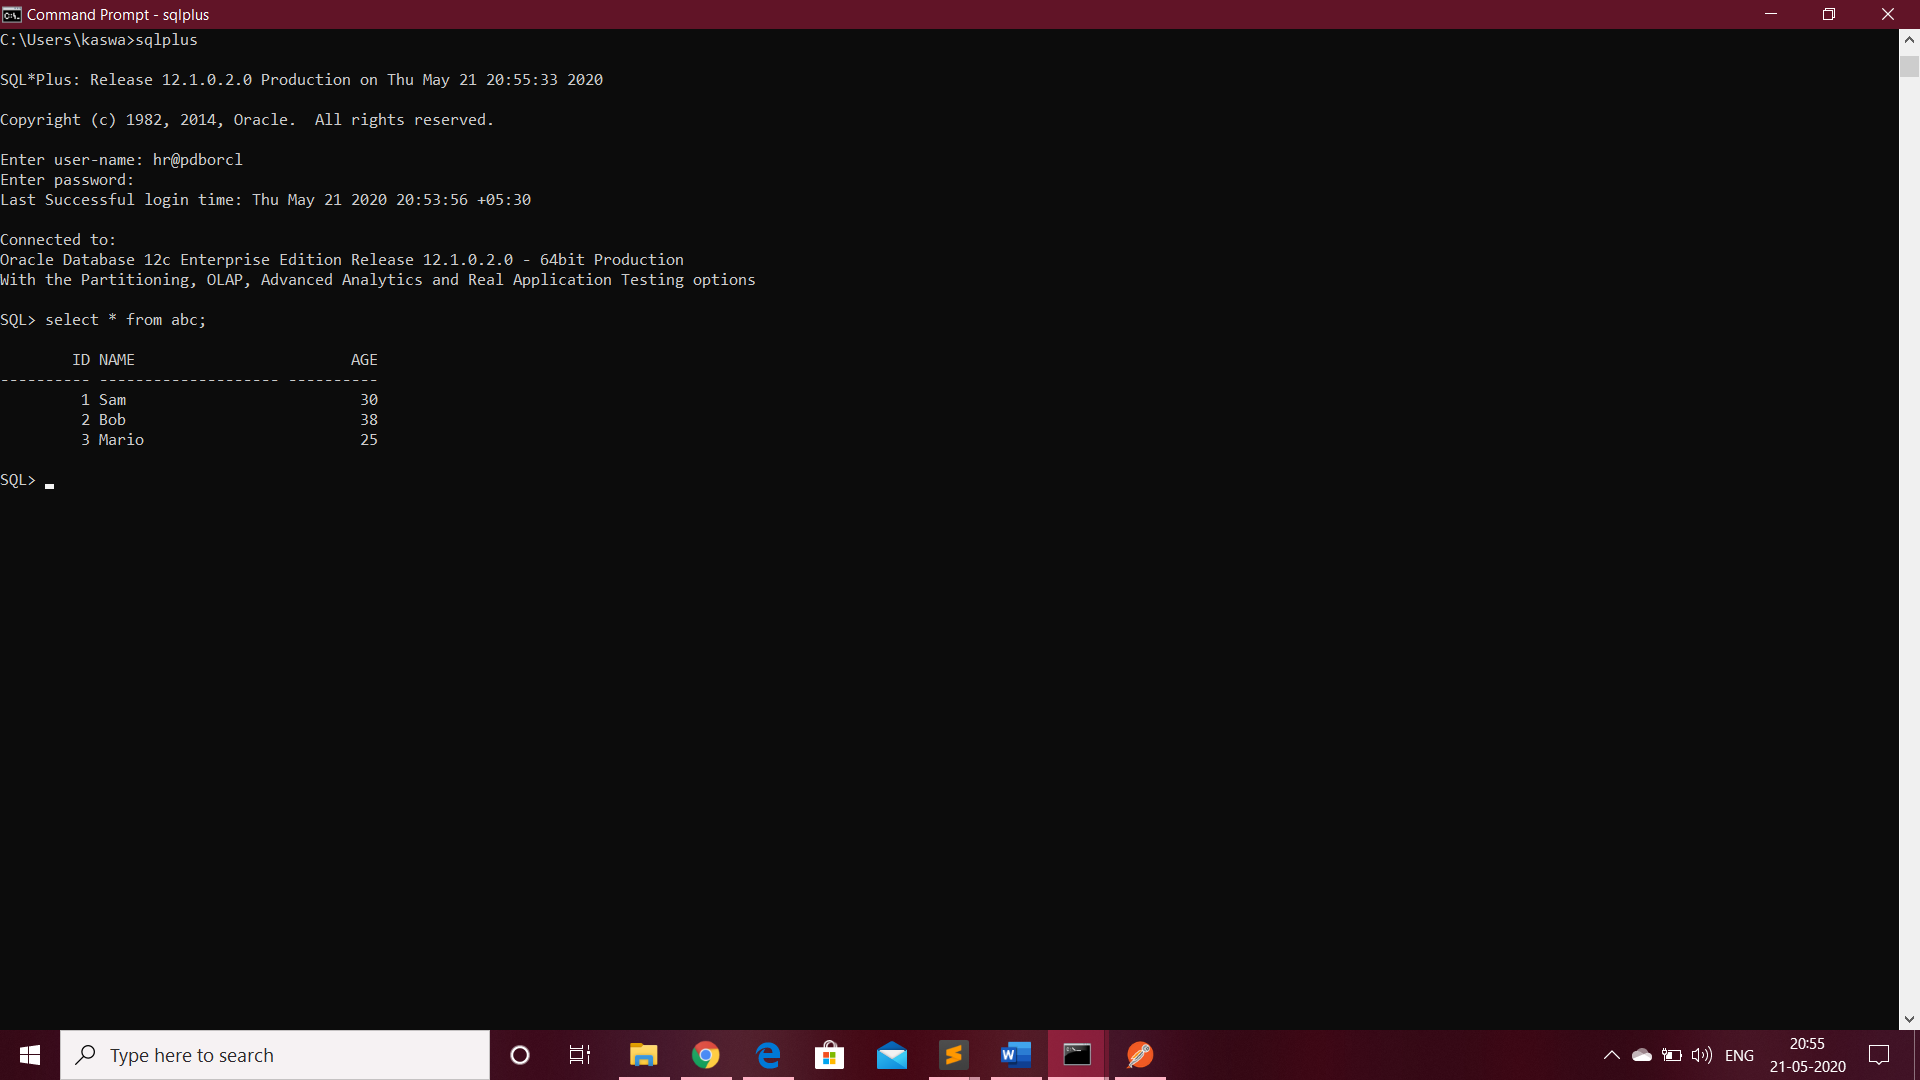 Command Prompt - sqlplus
C:\Users\kaswa>sqlplus
SQL*Plus: Release 12.1.0.2.0 Production on Thu May 21 20:55:33 2020
Copyright (c) 1982, 2014, Oracle.  All rights reserved.
Enter user-name: hr@pdborcl
Enter password:
Last Successful login time: Thu May 21 2020 20:53:56 +05:30
Connected to:
Oracle Database 12c Enterprise Edition Release 12.1.0.2.0 - 64bit Production
With the Partitioning, OLAP, Advanced Analytics and Real Application Testing options
SQL> select * from abc;
        ID NAME                        AGE
---------- -------------------- ----------
         1 Sam                          30
         2 Bob                          38
         3 Mario                        25
SQL>
Type here to search
ENG
20:55
21-05-2020